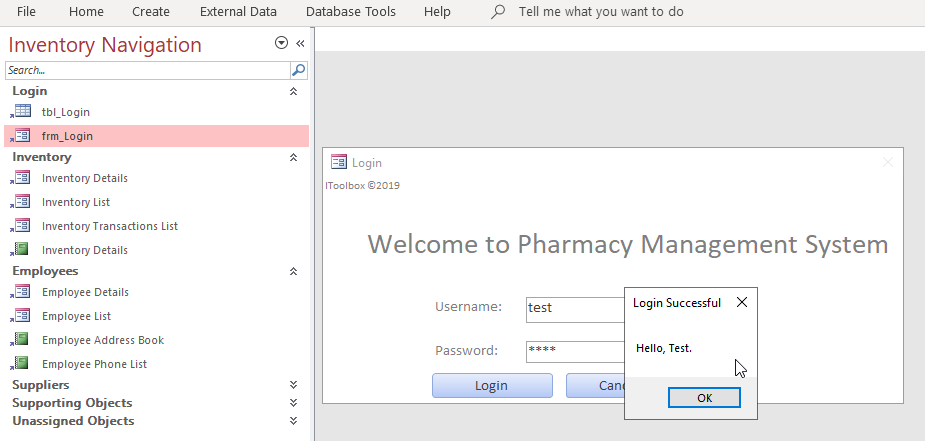 File Home Create External Data Database Tools Help Tell me what you want to do
Inventory Navigation
Search...
Login
tbl_Login
frm_Login
Inventory
Inventory Details
Inventory List
Inventory Transactions List
Inventory Details
Employees
Employee Details
Employee List
Employee Address Book
Employee Phone List
Suppliers
Supporting Objects
Unassigned Objects
Login
IToolbox ©2019
Welcome to Pharmacy Management System
Username: test
Password: ****
Login Canc
Login Successful
Hello, Test.
OK